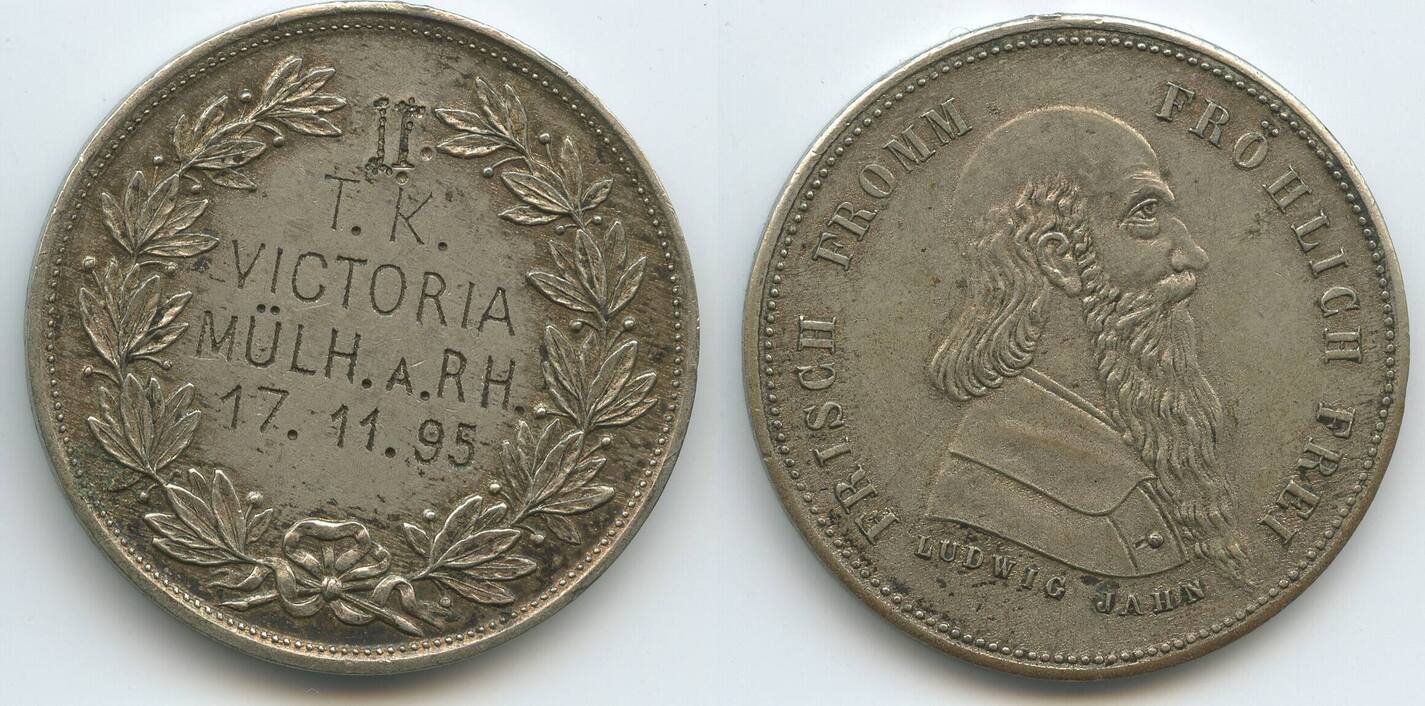 II.
T. K.
VICTORIA
MÜLH. A. RH.
17. 11. 95
FRISCH FROMM FRÖHLICH FREI
LUDWIG JAHN